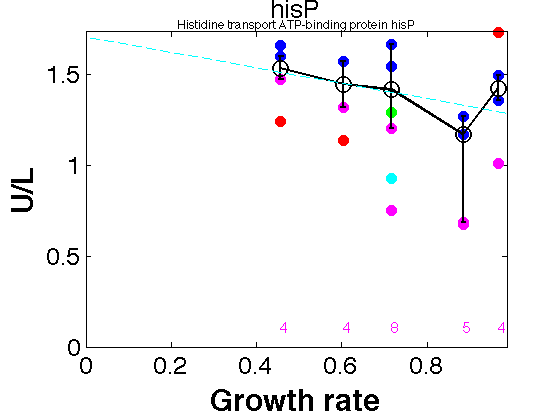 hisP
Histidine transport ATP-binding protein hisP
1.5
1
0.5
0
U/L
4 4 8 5 4
0 0.2 0.4 0.6 0.8
Growth rate